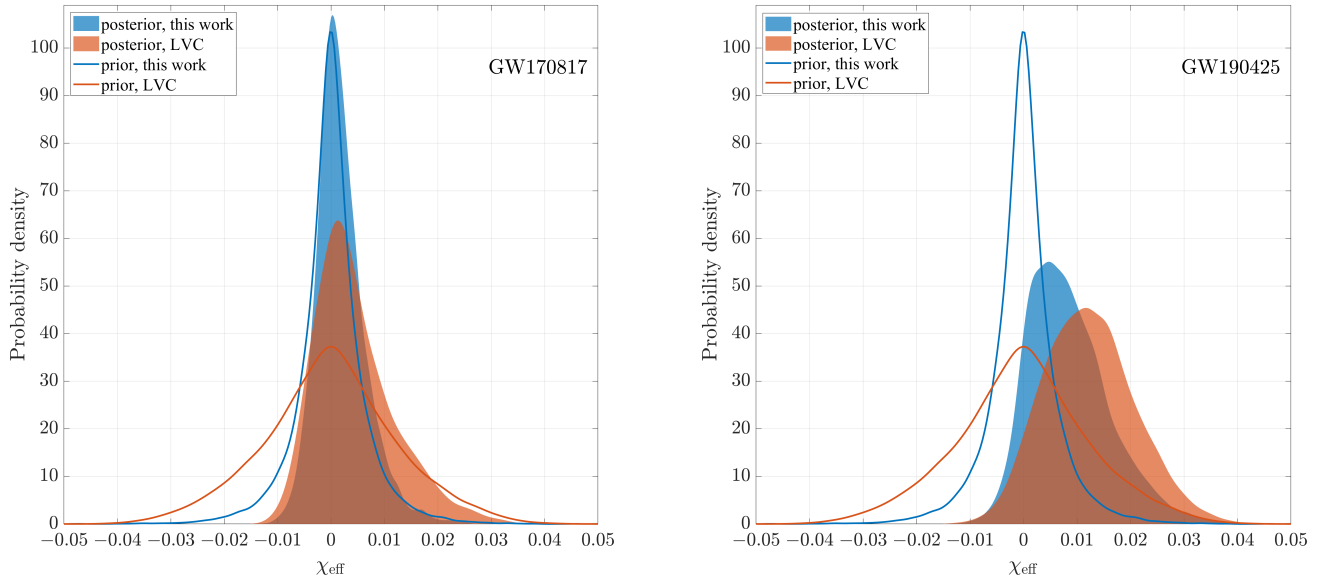 posterior, this work
posterior, LVC
prior, this work
prior, LVC
GW170817
Probability density
100
90
80
70
60
50
40
30
20
10
0
−0.05 −0.04 −0.03 −0.02 −0.01 0 0.01 0.02 0.03 0.04 0.05
χeff
posterior, this work
posterior, LVC
prior, this work
prior, LVC
GW190425
Probability density
100
90
80
70
60
50
40
30
20
10
0
−0.05 −0.04 −0.03 −0.02 −0.01 0 0.01 0.02 0.03 0.04 0.05
χeff